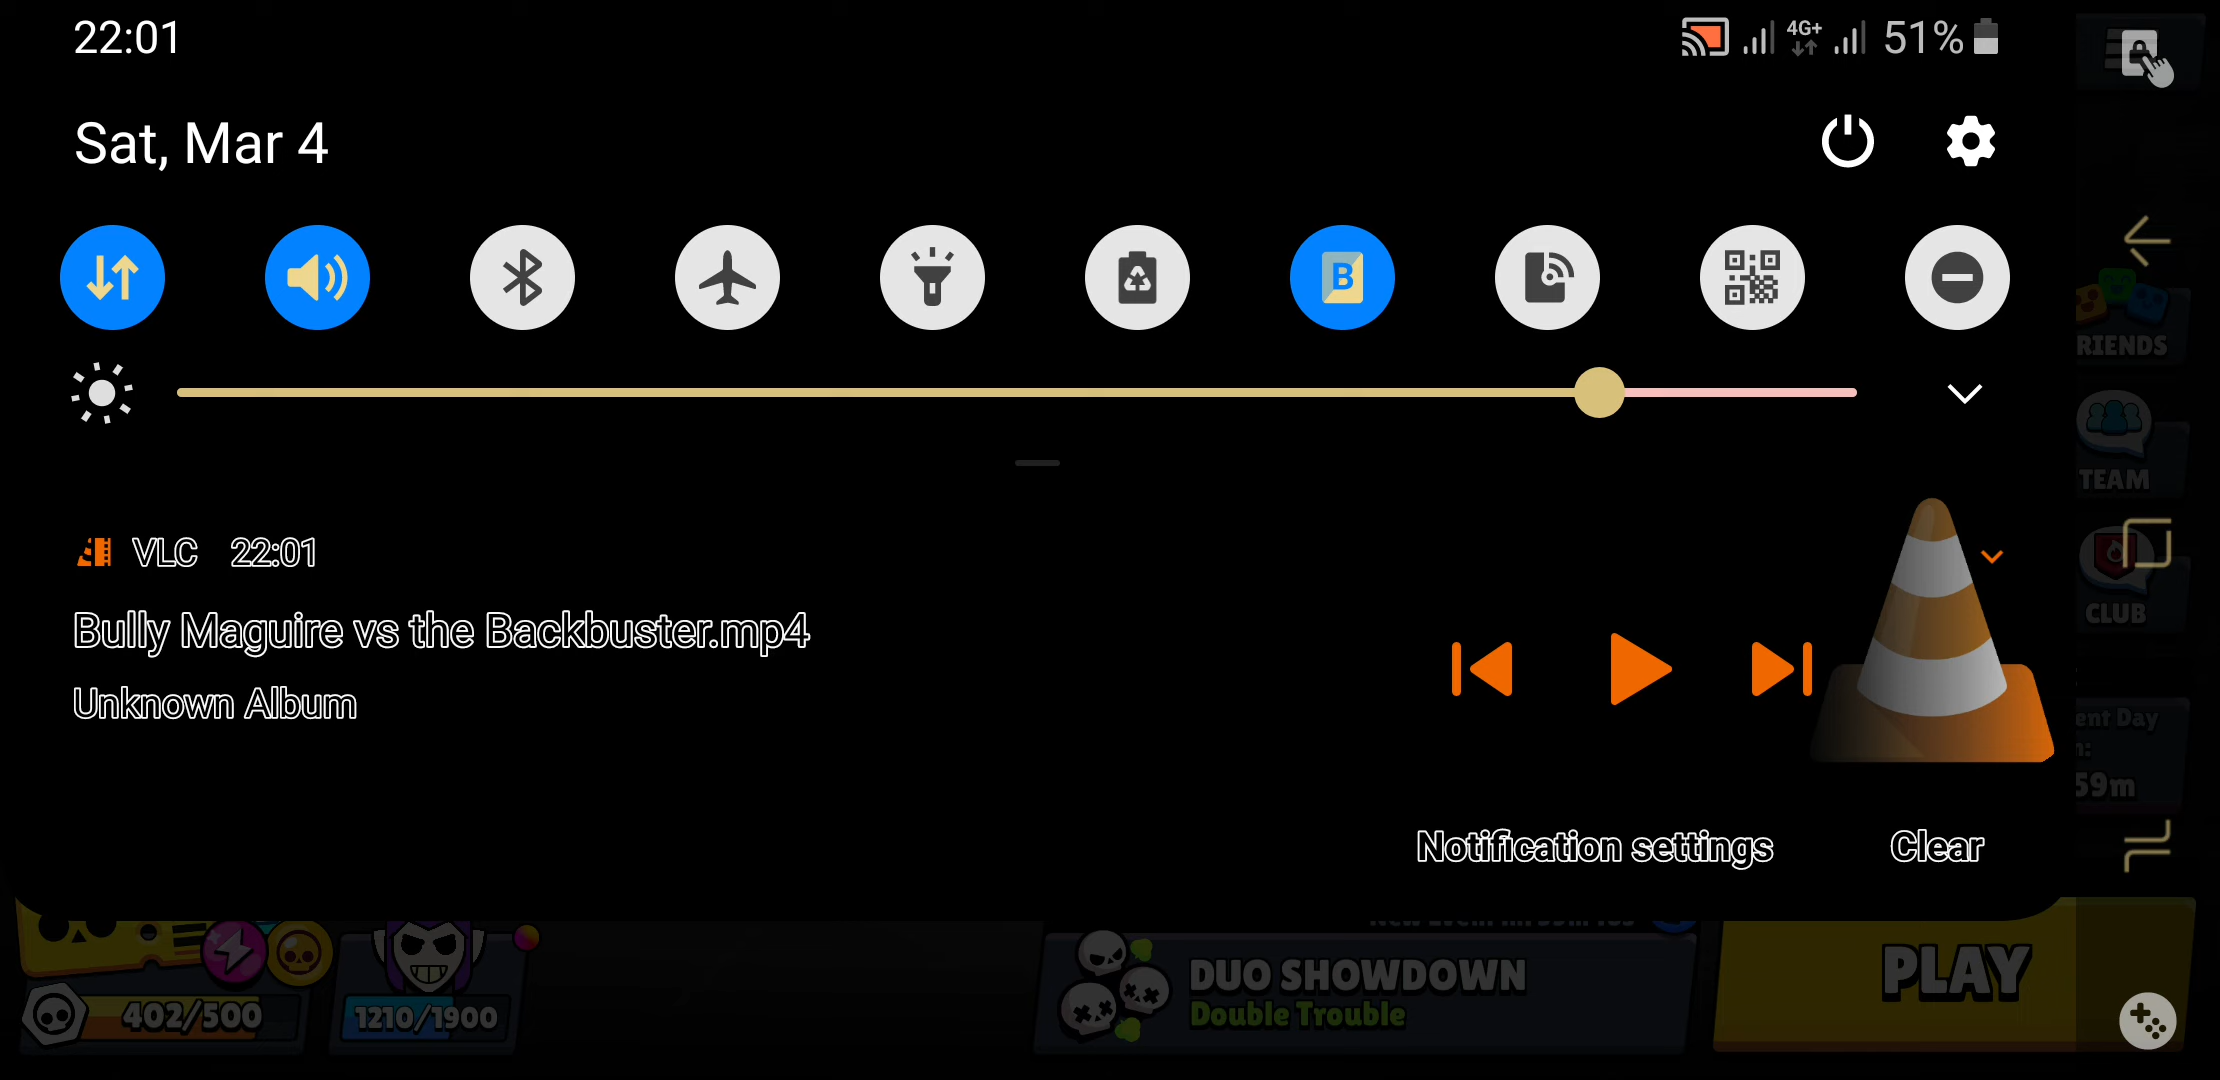 22:01
4G+ 51%
Sat, Mar 4
B
RIENDS
TEAM
VLC 22:01
Bully Maguire vs the Backbuster.mp4
CLUB
Unknown Album
ent Day
59m
Notification settings Clear
DUO SHOWDOWN
Double Trouble
PLAY
402/500
1210/1900